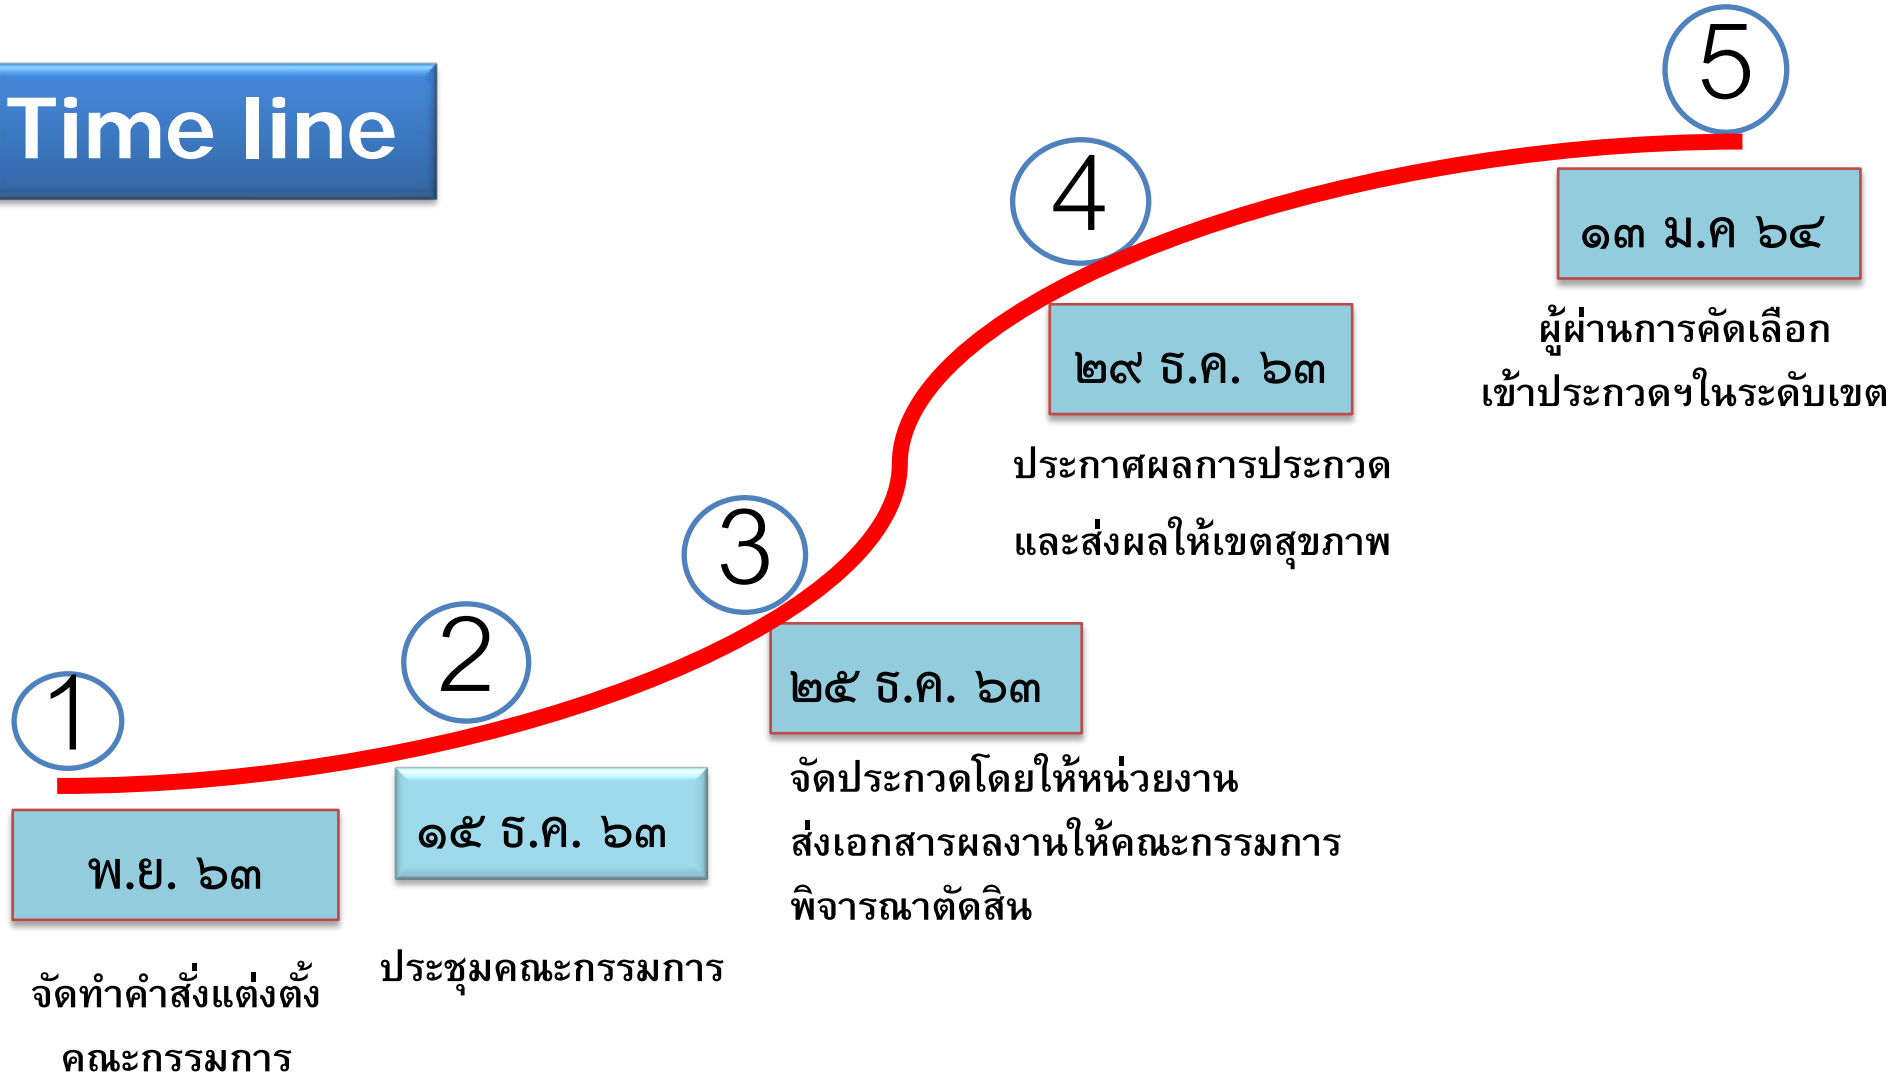 Time line
1
พ.ย. ๖๓
จัดทำคำสั่งแต่งตั้ง
คณะกรรมการ
2
๑๕ ธ.ค. ๖๓
ประชุมคณะกรรมการ
3
๒๕ ธ.ค. ๖๓
จัดประกวดโดยให้หน่วยงาน
ส่งเอกสารผลงานให้คณะกรรมการ
พิจารณาตัดสิน
4
๒๙ ธ.ค. ๖๓
ประกาศผลการประกวด
และส่งผลให้เขตสุขภาพ
5
๑๓ ม.ค ๖๔
ผู้ผ่านการคัดเลือก
เข้าประกวดฯในระดับเขต